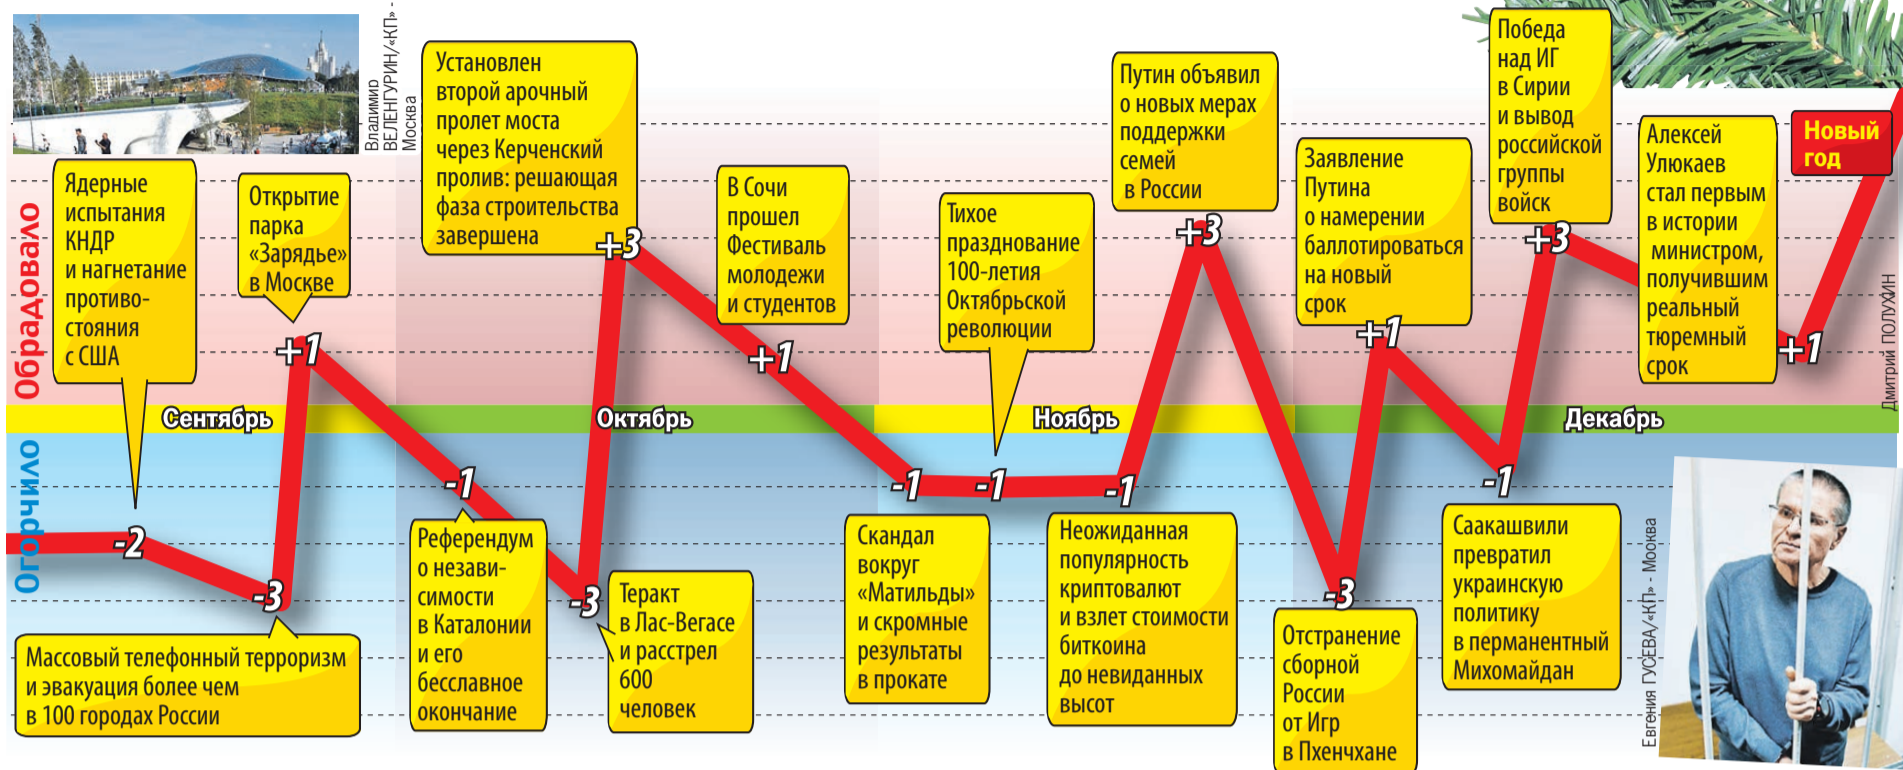 Владимир
ВЕЛЕНГУРИН/«КП» -
Москва
Обрадовало
Огорчило
Ядерные
испытания
КНДР
и нагнетание
противо-
стояния
с США
-2
Массовый телефонный терроризм
и эвакуация более чем
в 100 городах России
-3
Открытие
парка
«Зарядье»
в Москве
+1
Сентябрь
Референдум
о незави-
симости
в Каталонии
и его
бесславное
окончание
-1
Теракт
в Лас-Вегасе
и расстрел
600
человек
-3
Установлен
второй арочный
пролет моста
через Керченский
пролив: решающая
фаза строительства
завершена
+3
Октябрь
В Сочи
прошел
Фестиваль
молодежи
и студентов
+1
Скандал
вокруг
«Матильды»
и скромные
результаты
в прокате
-1
Тихое
празднование
100-летия
Октябрьской
революции
-1
Неожиданная
популярность
криптовалют
и взлет стоимости
биткоина
до невиданных
высот
-1
Ноябрь
Путин объявил
о новых мерах
поддержки
семей
в России
+3
Отстранение
сборной
России
от Игр
в Пхенчхане
-3
Заявление
Путина
о намерении
баллотироваться
на новый
срок
+1
Саакашвили
превратил
украинскую
политику
в перманентный
Михомайдан
-1
Победа
над ИГ
в Сирии
и вывод
российской
группы
войск
+3
Декабрь
Алексей
Улюкаев
стал первым
в истории
министром,
получившим
реальный
тюремный
срок
+1
Новый
год
Дмитрий ПОЛУХИН
Евгения ГУСЕВА/«КП» - Москва